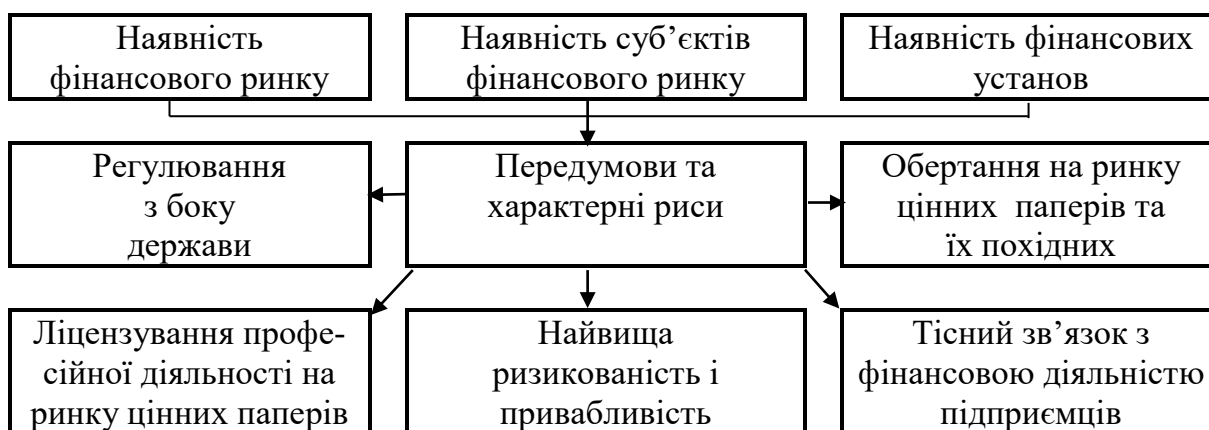 Наявність
фінансового ринку
Наявність суб’єктів
фінансового ринку
Наявність фінансових
установ
Регулювання
з боку
держави
Передумови та
характерні риси
Обертання на ринку
цінних паперів та
їх похідних
Ліцензування профе-
сійної діяльності на
ринку цінних паперів
Найвища
ризикованість і
привабливість
Тісний зв’язок з
фінансовою діяльністю
підприємців